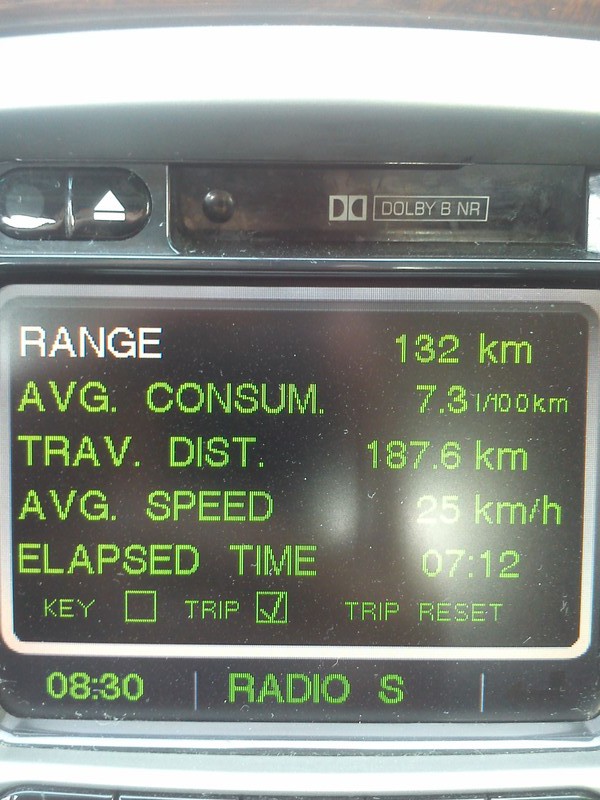 DOLBY B NR
RANGE 132 km
AVG. CONSUM. 7.3 l/100km
TRAV. DIST. 187.6 km
AVG. SPEED 25 km/h
ELAPSED TIME 07:12
KEY TRIP TRIP RESET
08:30 RADIO S